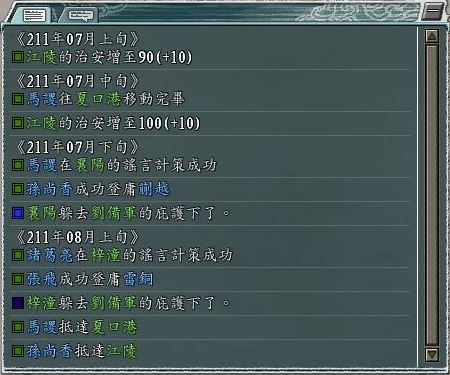 《211年07月上旬》
江陵的治安增至90(+10)
《211年07月中旬》
馬謖往夏口港移動完畢
江陵的治安增至100(+10)
《211年07月下旬》
馬謖在襄陽的謠言計策成功
孫尚香成功登庸蒯越
襄陽躲去劉備軍的庇護下了。
《211年08月上旬》
諸葛亮在梓潼的謠言計策成功
張飛成功登庸雷銅
梓潼躲去劉備軍的庇護下了。
馬謖抵達夏口港
孫尚香抵達江陵